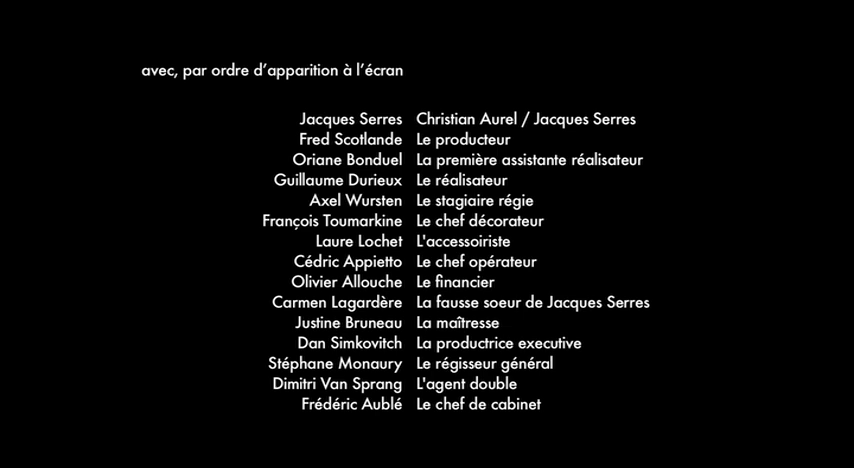 avec, par ordre d’apparition à l’écran
Jacques Serres Christian Aurel / Jacques Serres
Fred Scotlande Le producteur
Oriane Bonduel La première assistante réalisateur
Guillaume Durieux Le réalisateur
Axel Wursten Le stagiaire régie
François Toumarkine Le chef décorateur
Laure Lochet L'accessoiriste
Cédric Appietto Le chef opérateur
Olivier Allouche Le financier
Carmen Lagardère La fausse soeur de Jacques Serres
Justine Bruneau La maîtresse
Dan Simkovitch La productrice executive
Stéphane Monaury Le régisseur général
Dimitri Van Sprang L'agent double
Frédéric Aublé Le chef de cabinet